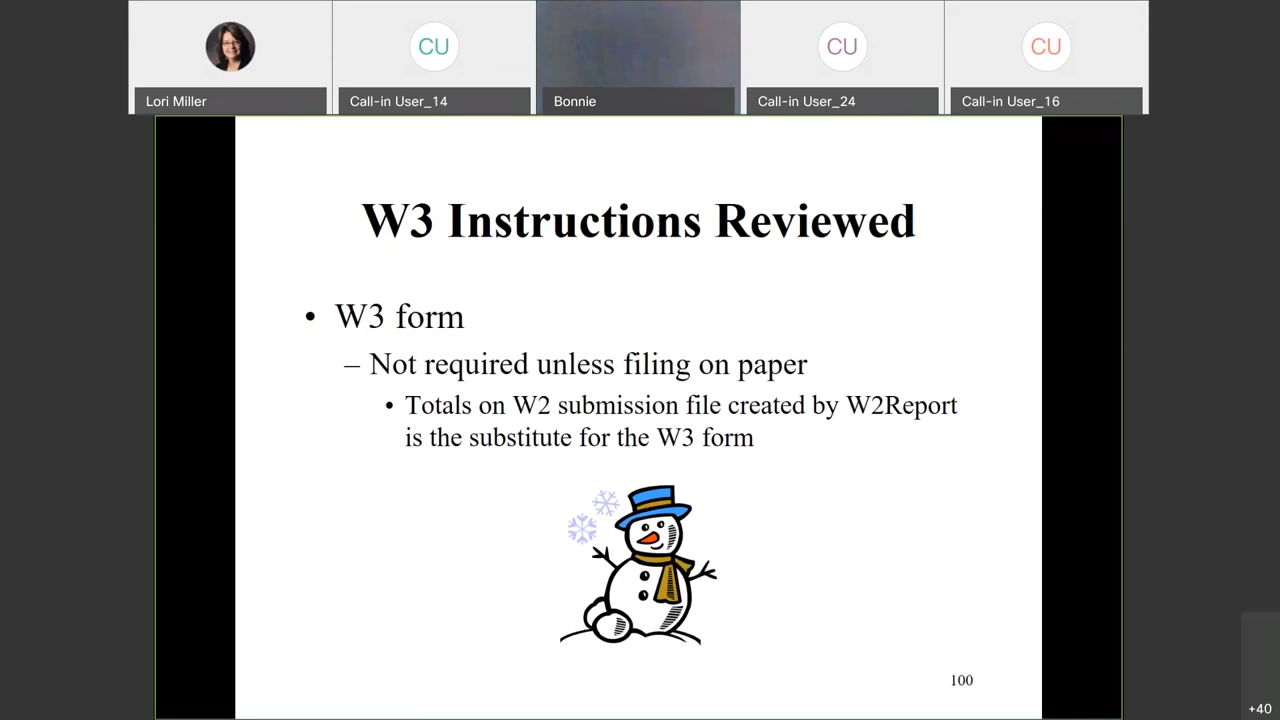 CU
CU
CU
Lori Miller
Call-in User_14
Bonnie
Call-in User_24
Call-in User_16
W3 Instructions Reviewed
• W3 form
– Not required unless filing on paper
• Totals on W2 submission file created by W2Report
is the substitute for the W3 form
100
+40